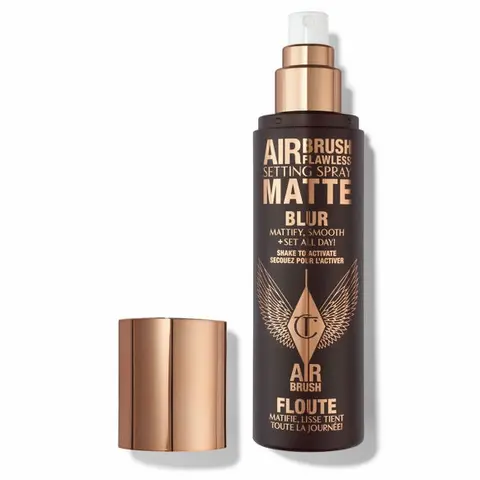 AIRBRUSH
FLAWLESS
SETTING SPRAY
MATTE
BLUR
MATTIFY, SMOOTH
+ SET ALL DAY!
SHAKE TO ACTIVATE
SECOUEZ POUR L'ACTIVER
CT
AIR
BRUSH
FLOUTE
MATIFIE, LISSE TIENT
TOUTE LA JOURNÉE!